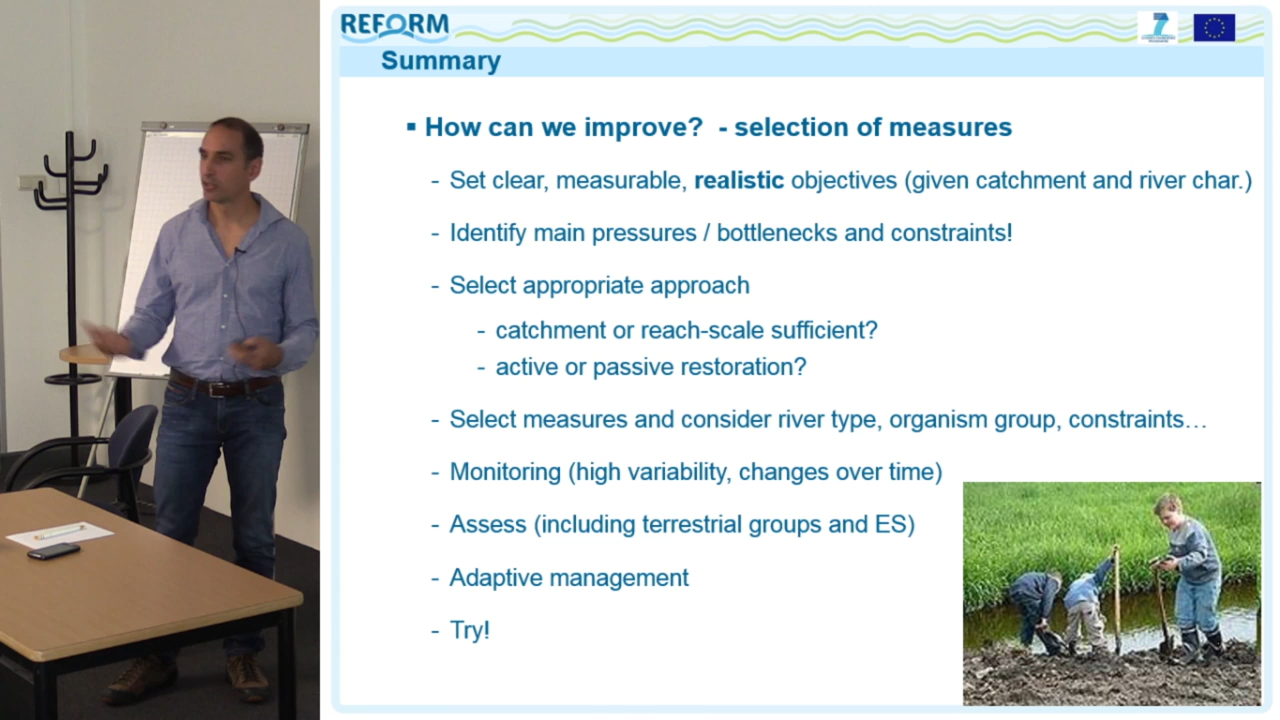 REFORM
7
Summary
▪ How can we improve? - selection of measures
- Set clear, measurable, realistic objectives (given catchment and river char.)
- Identify main pressures / bottlenecks and constraints!
- Select appropriate approach
- catchment or reach-scale sufficient?
- active or passive restoration?
- Select measures and consider river type, organism group, constraints…
- Monitoring (high variability, changes over time)
- Assess (including terrestrial groups and ES)
- Adaptive management
- Try!